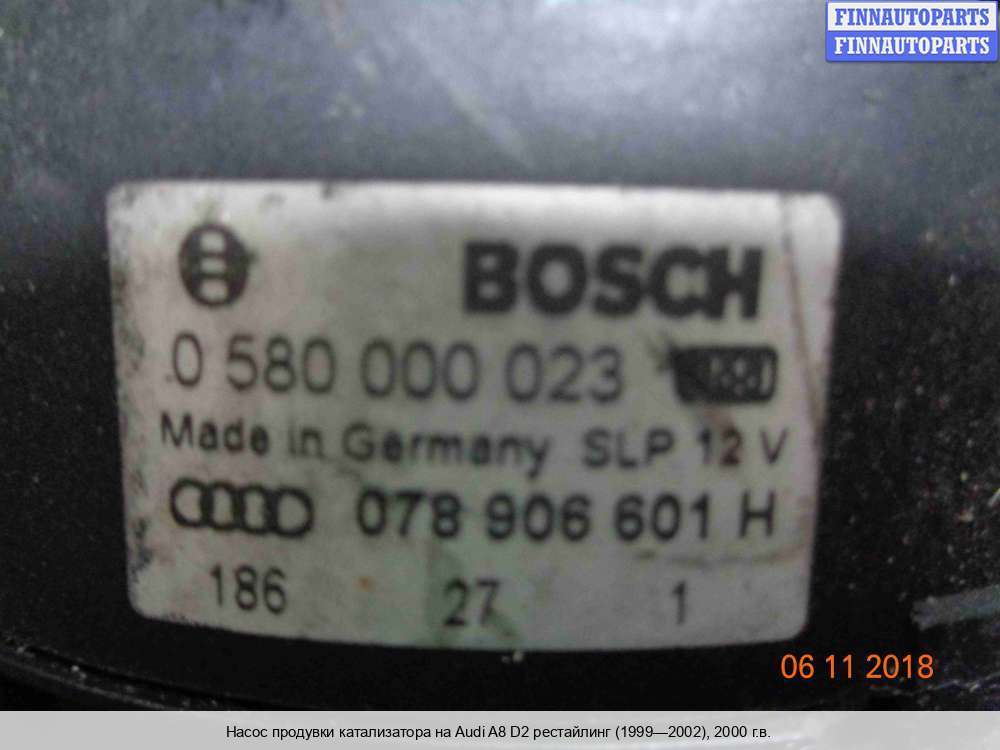 FINNAUTOPARTS
FINNAUTOPARTS
BOSCH
0 580 000 023
Made in Germany SLP 12 V
078 906 601 H
186 27 1
06 11 2018
Насос продувки катализатора на Audi A8 D2 рестайлинг (1999—2002), 2000 г.в.